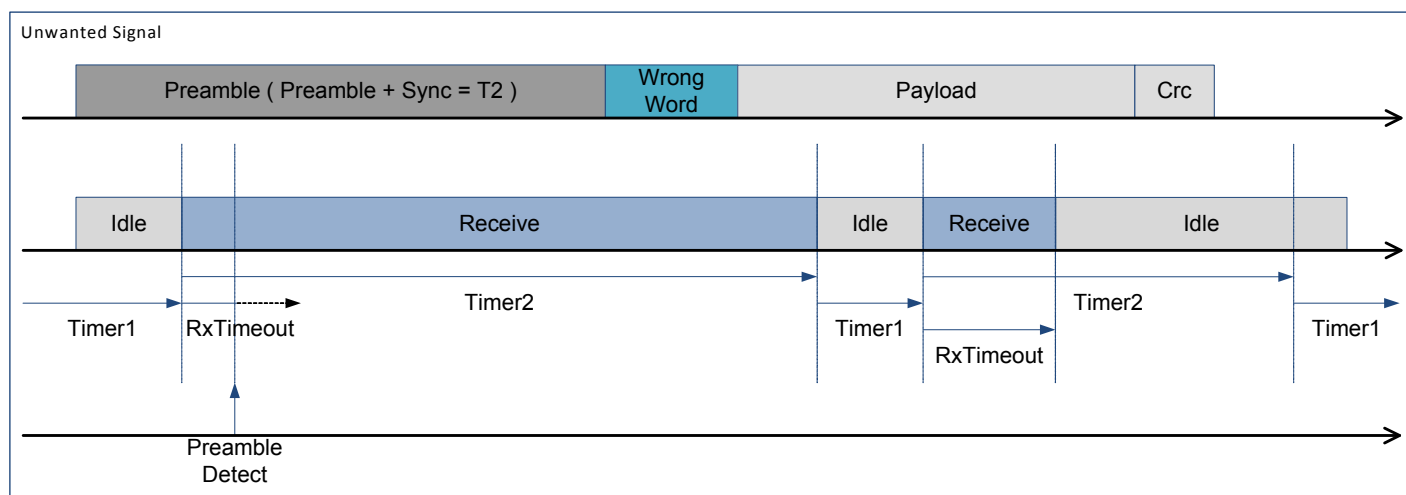 Unwanted Signal
Preamble ( Preamble + Sync = T2 )
Wrong
Word
Payload
Crc
Idle
Receive
Idle
Receive
Idle
Timer2
Timer2
Timer1
RxTimeout
Timer1
Timer1
RxTimeout
Preamble
Detect